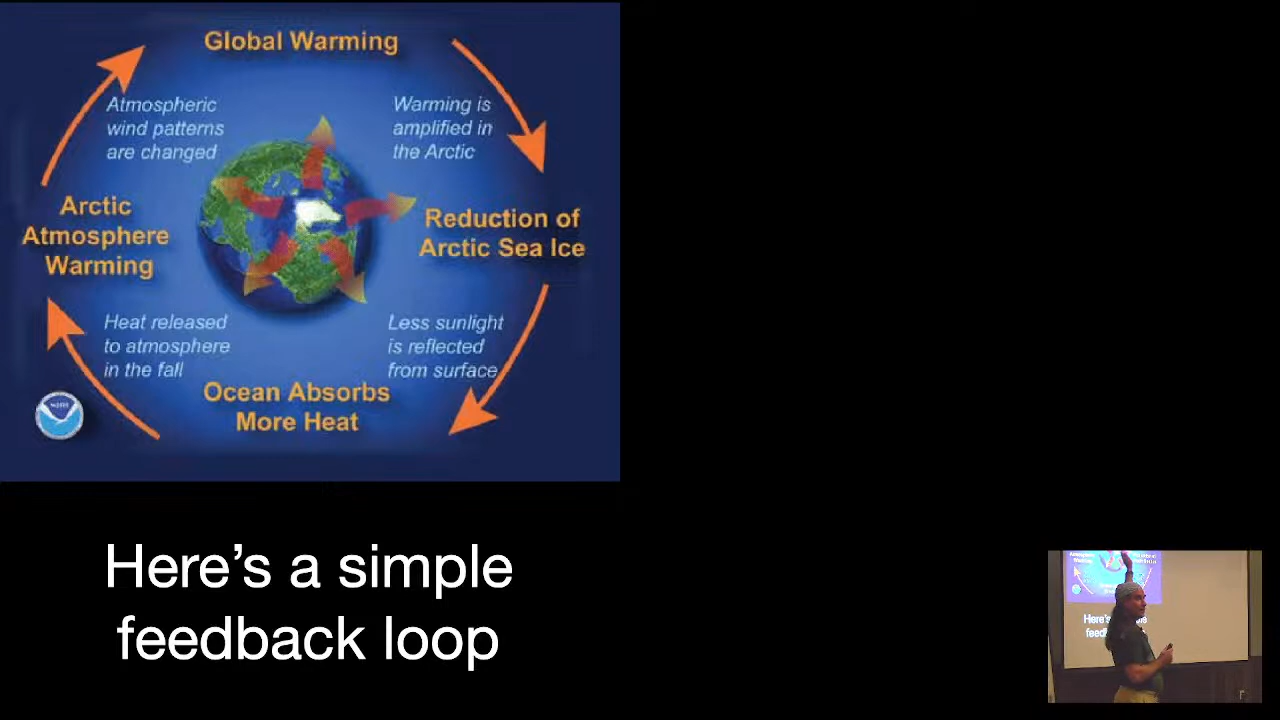 Global Warming
Atmospheric
wind patterns
are changed
Warming is
amplified in
the Arctic
Arctic
Atmosphere
Warming
Reduction of
Arctic Sea Ice
Heat released
to atmosphere
in the fall
Less sunlight
is reflected
from surface
Ocean Absorbs
More Heat
Here's a simple
feedback loop